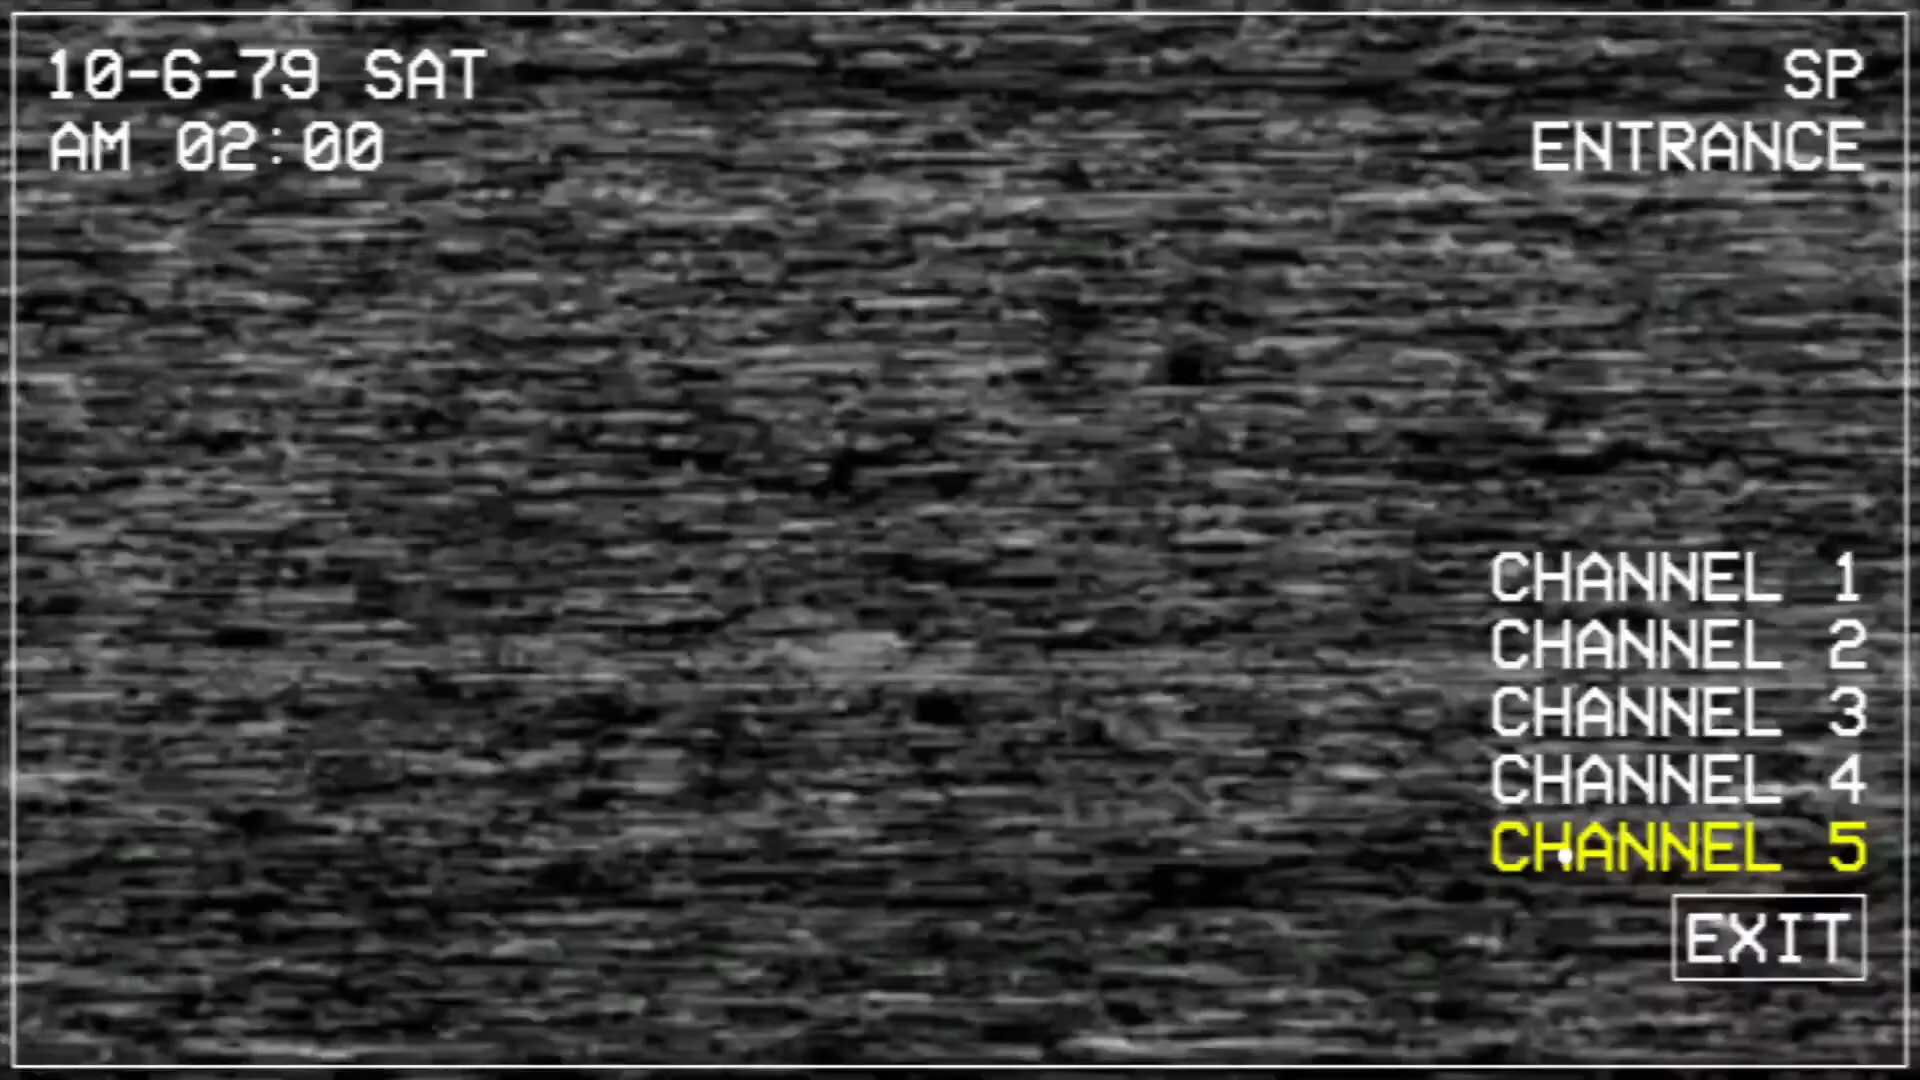 10-6-79 SAT
AM 02:00
SP
ENTRANCE
CHANNEL 1
CHANNEL 2
CHANNEL 3
CHANNEL 4
CHANNEL 5
EXIT